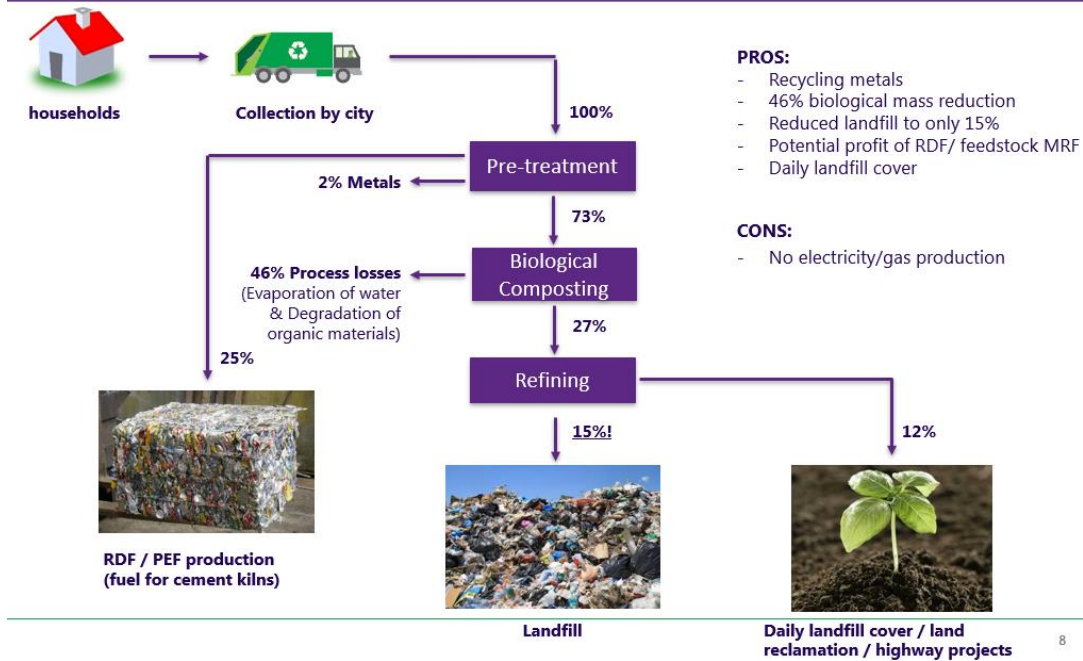 households
Collection by city
100%
PROS:
- Recycling metals
- 46% biological mass reduction
- Reduced landfill to only 15%
- Potential profit of RDF/ feedstock MRF
- Daily landfill cover
Pre-treatment
2% Metals
73%
CONS:
- No electricity/gas production
Biological
Composting
46% Process losses
(Evaporation of water
& Degradation of
organic materials)
27%
25%
Refining
15%!
12%
RDF / PEF production
(fuel for cement kilns)
Landfill
Daily landfill cover / land
reclamation / highway projects
8